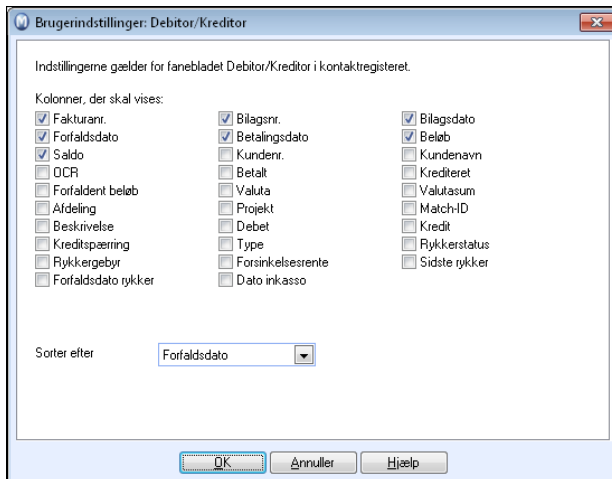 Brugerindstillinger: Debitor/Kreditor
Indstillingerne gælder for fanebladet Debitor/Kreditor i kontaktregisteret.
Kolonner, der skal vises:
Fakturanr. Bilagsnr. Bilagsdato
Forfaldsdato Betalingsdato Beløb
Saldo Kundenr. Kundenavn
OCR Betalt Krediteret
Forfaldent beløb Valuta Valutasum
Afdeling Projekt Match-ID
Beskrivelse Debet Kredit
Kreditspærring Type Rykkerstatus
Rykkergebyr Forsinkelsesrente Sidste rykker
Forfaldsdato rykker Dato inkasso
Sorter efter Forfaldsdato
OK Annuller Hjælp